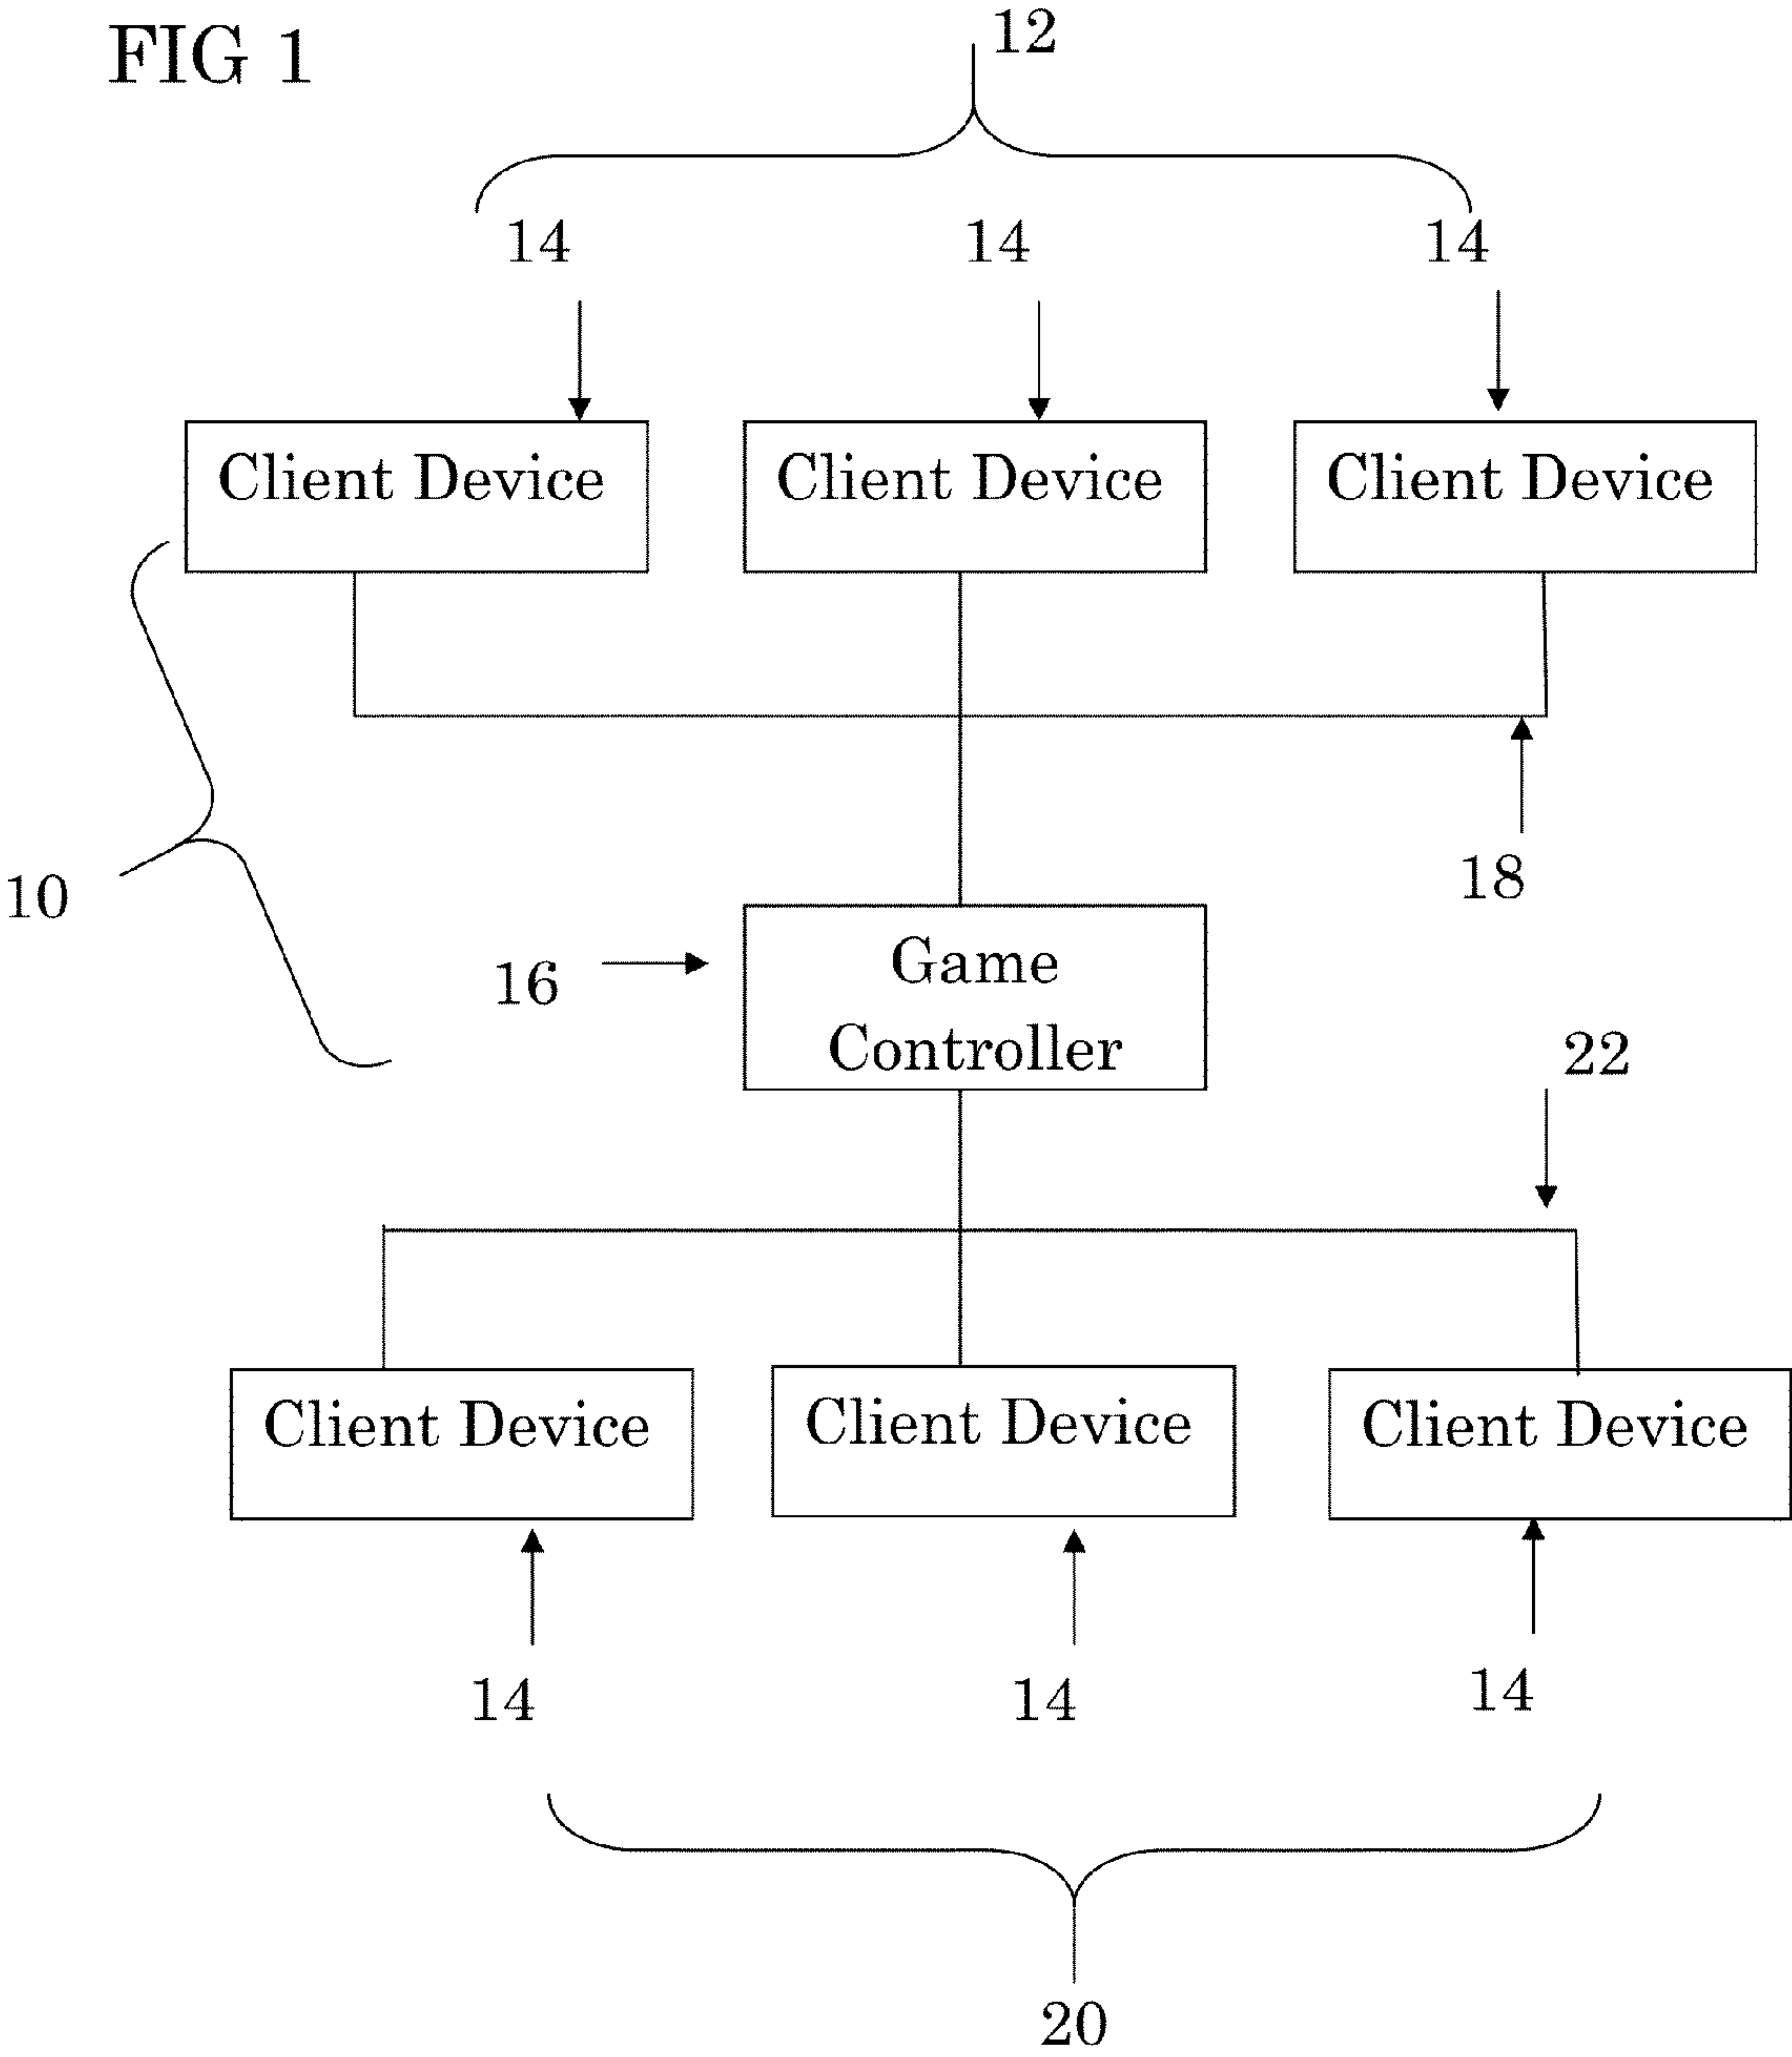 FIG 1
12
14 14 14
Client Device Client Device Client Device
18
10
16
Game
Controller
22
Client Device Client Device Client Device
14 14 14
20